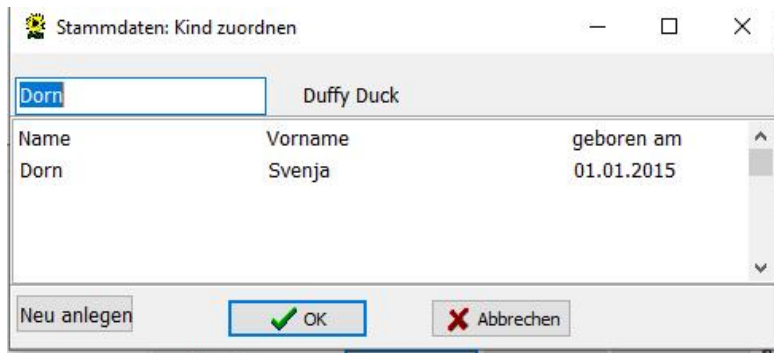 Stammdaten: Kind zuordnen
Dorn Duffy Duck
Name Vorname geboren am
Dorn Svenja 01.01.2015
Neu anlegen OK Abbrechen